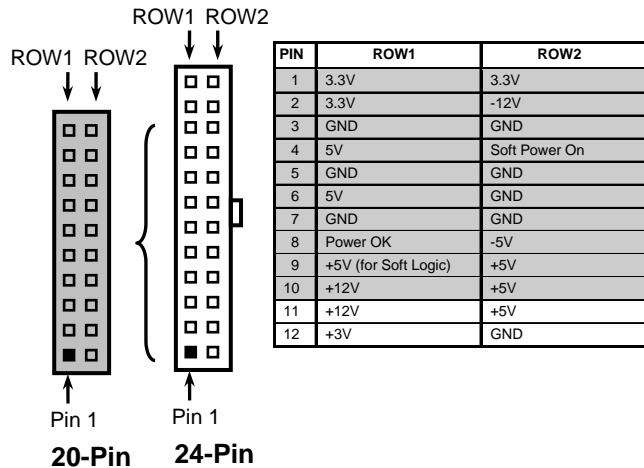 ROW1 ROW2
ROW1 ROW2
PIN ROW1 ROW2
1 3.3V 3.3V
2 3.3V -12V
3 GND GND
4 5V Soft Power On
5 GND GND
6 5V GND
7 GND GND
8 Power OK -5V
9 +5V (for Soft Logic) +5V
10 +12V +5V
11 +12V +5V
12 +3V GND
Pin 1 Pin 1
20-Pin 24-Pin